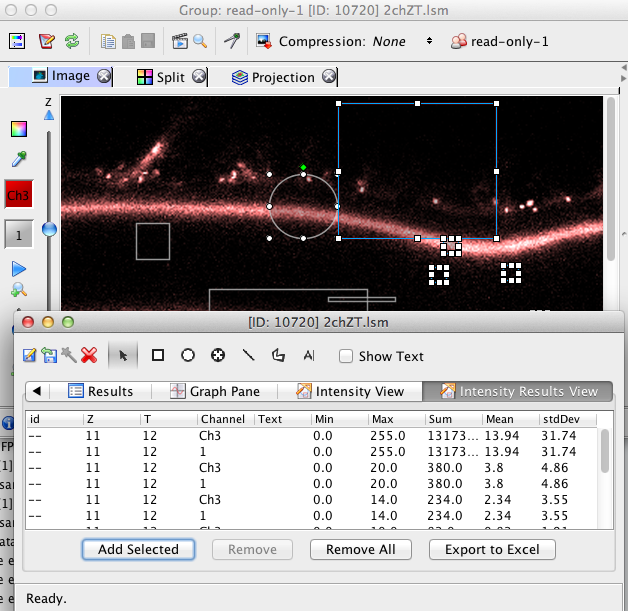 Group: read-only-1 [ID: 10720] 2chZT.lsm
Compression: None read-only-1
Image Split Projection
Z
Ch3
1
[ID: 10720] 2chZT.lsm
A Show Text
Results Graph Pane Intensity View Intensity Results View
id Z T Channel Text Min Max Sum Mean stdDev
-- 11 12 Ch3 0.0 255.0 13173... 13.94 31.74
-- 11 12 1 0.0 255.0 13173... 13.94 31.74
-- 11 12 Ch3 0.0 20.0 380.0 3.8 4.86
-- 11 12 1 0.0 20.0 380.0 3.8 4.86
-- 11 12 Ch3 0.0 14.0 234.0 2.34 3.55
-- 11 12 1 0.0 14.0 234.0 2.34 3.55
Add Selected Remove Remove All Export to Excel
Ready.